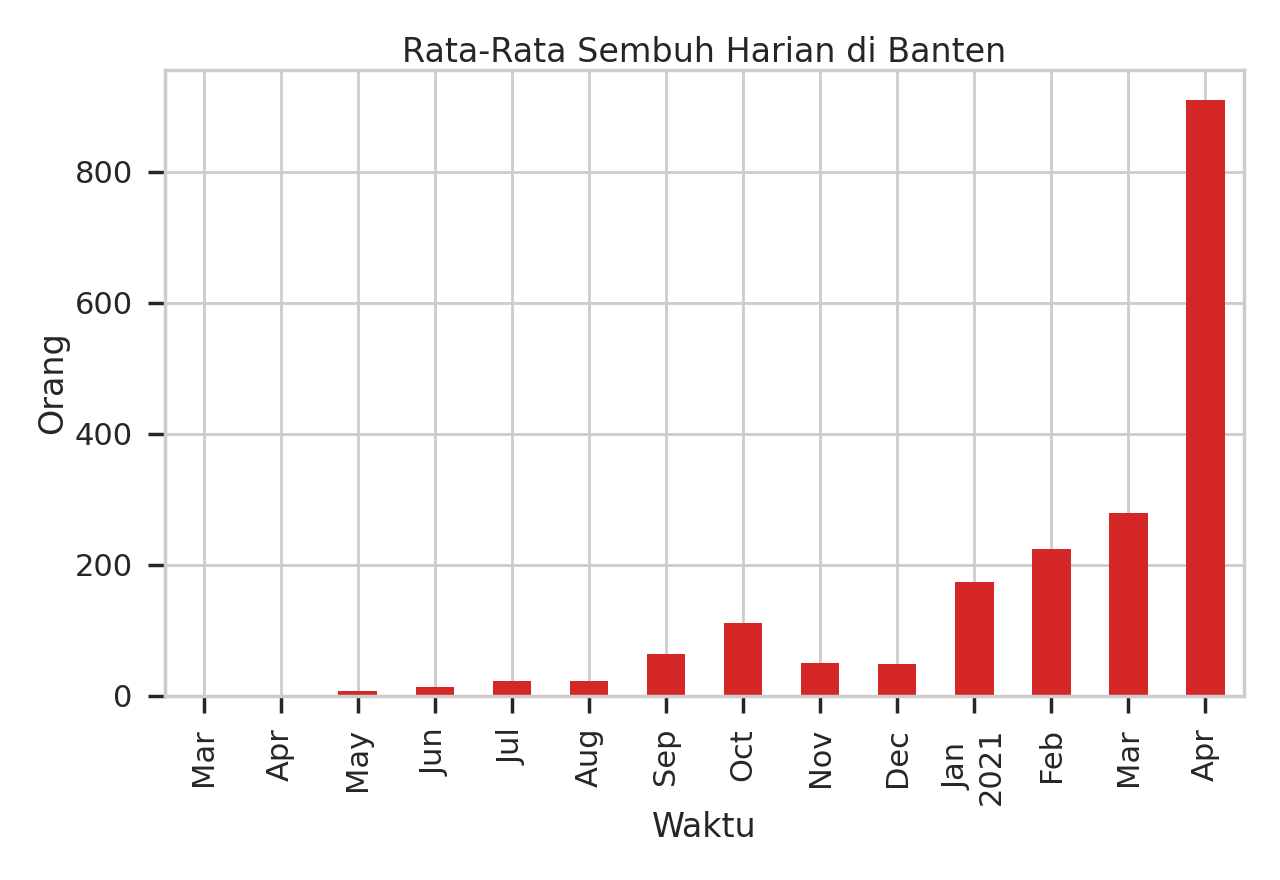 Rata-Rata Sembuh Harian di Banten
800
600
400
200
0
Orang
Mar
Apr
May
Jun
Jul
Aug
Sep
Oct
Nov
Dec
Jan
2021
Feb
Mar
Apr
Waktu